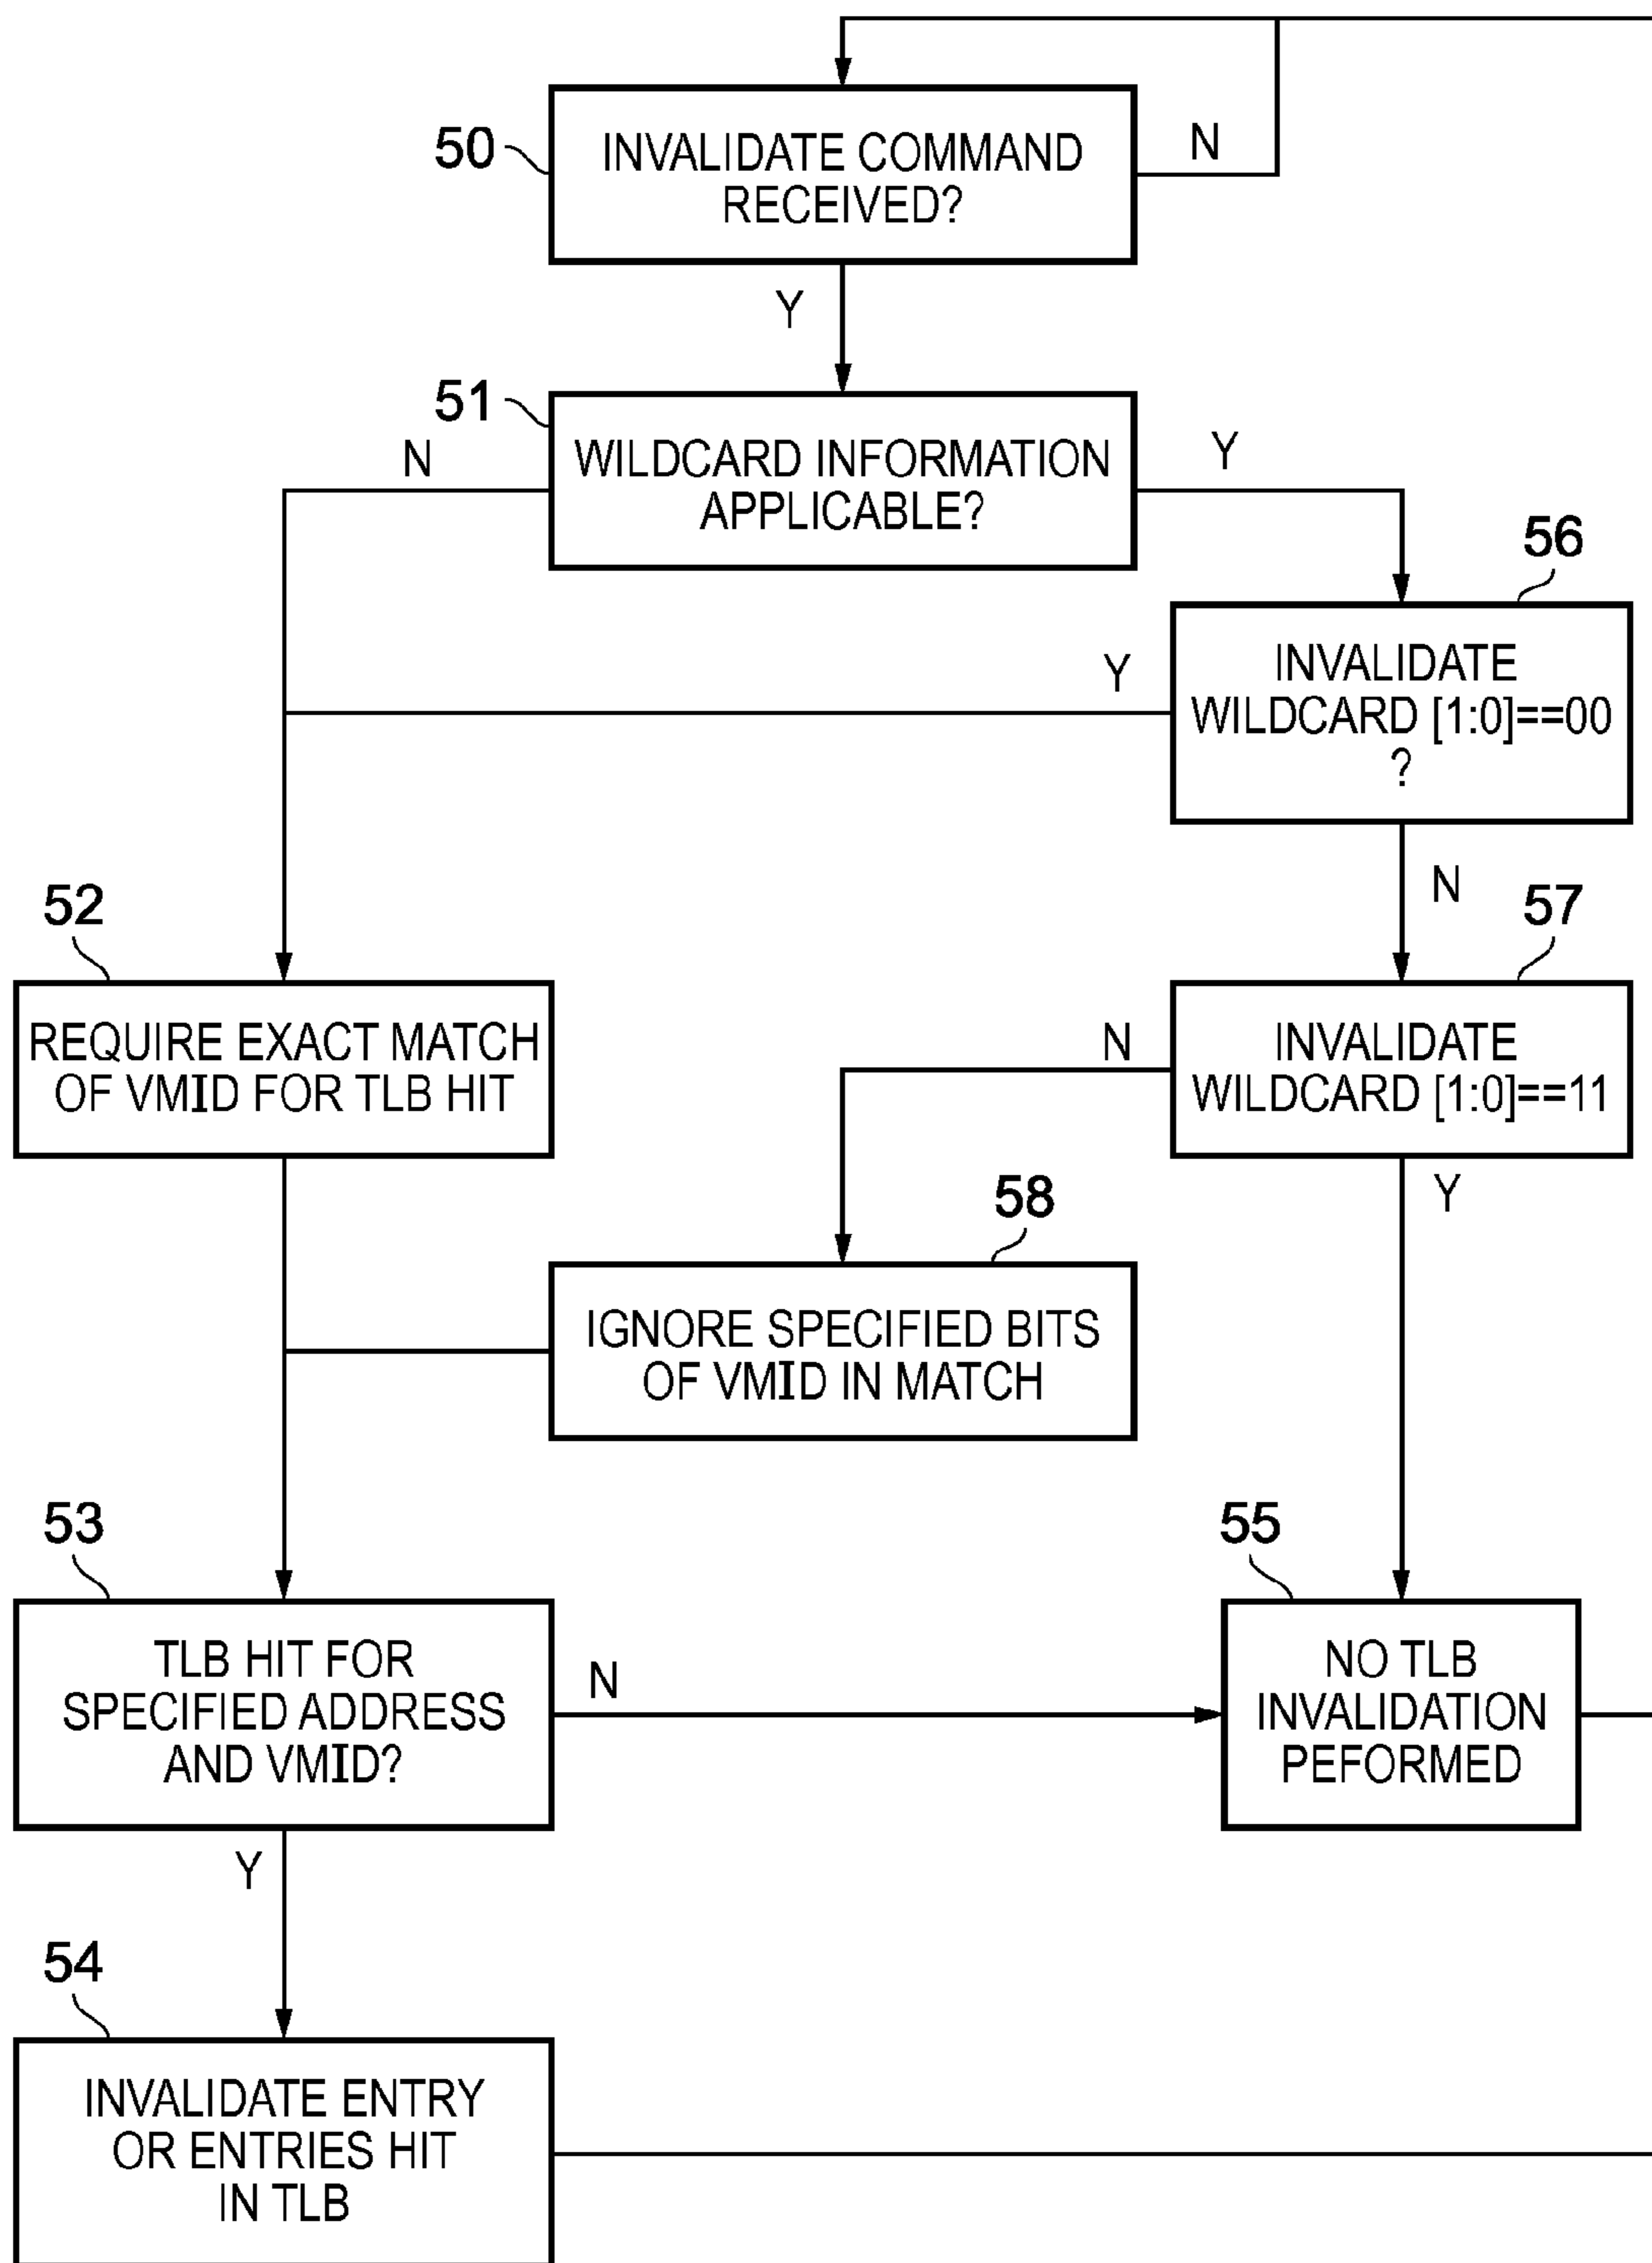 50
INVALIDATE COMMAND
RECEIVED?
N
Y
51
N
WILDCARD INFORMATION
APPLICABLE?
Y
56
INVALIDATE
WILDCARD [1:0]==00
?
Y
N
52
REQUIRE EXACT MATCH
OF VMID FOR TLB HIT
57
INVALIDATE
WILDCARD [1:0]==11
N
Y
58
IGNORE SPECIFIED BITS
OF VMID IN MATCH
53
TLB HIT FOR
SPECIFIED ADDRESS
AND VMID?
N
Y
55
NO TLB
INVALIDATION
PEFORMED
54
INVALIDATE ENTRY
OR ENTRIES HIT
IN TLB